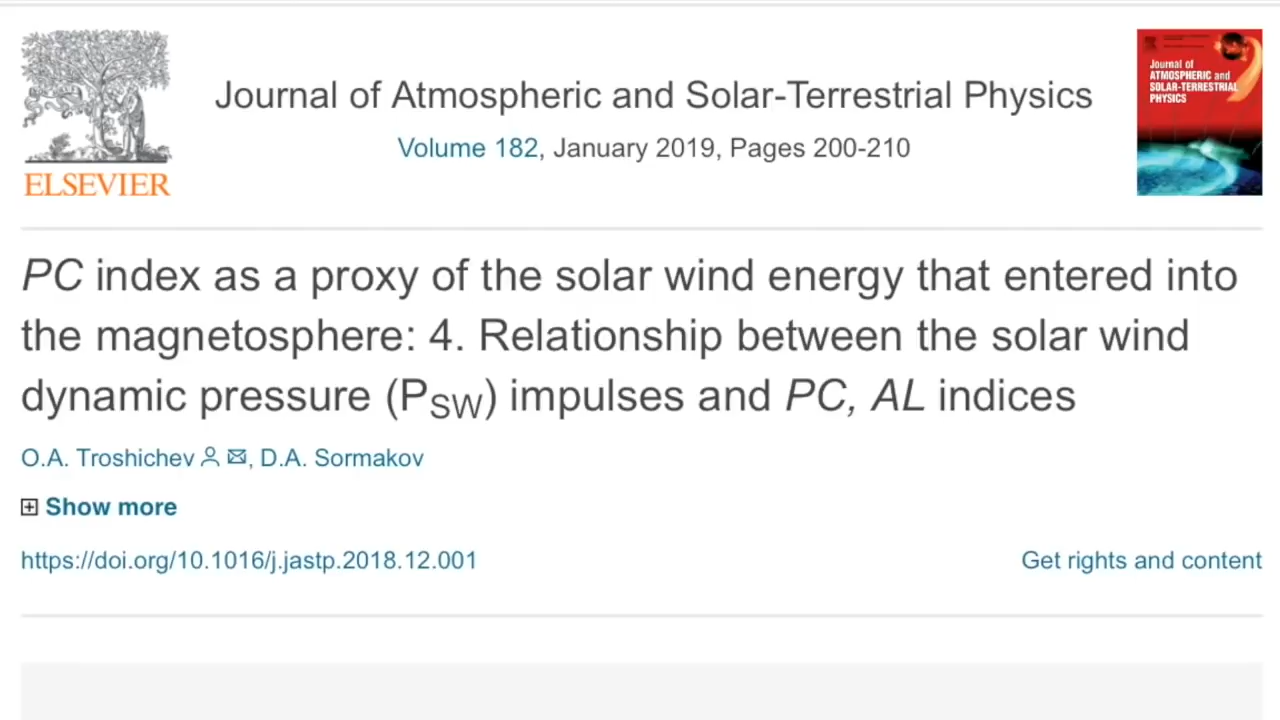 Journal of Atmospheric and Solar-Terrestrial Physics
Volume 182, January 2019, Pages 200-210
ELSEVIER
Journal of
ATMOSPHERIC and
SOLAR-TERRESTRIAL
PHYSICS
PC index as a proxy of the solar wind energy that entered into
the magnetosphere: 4. Relationship between the solar wind
dynamic pressure (PSW) impulses and PC, AL indices
O.A. Troshichev , D.A. Sormakov
Show more
https://doi.org/10.1016/j.jastp.2018.12.001
Get rights and content